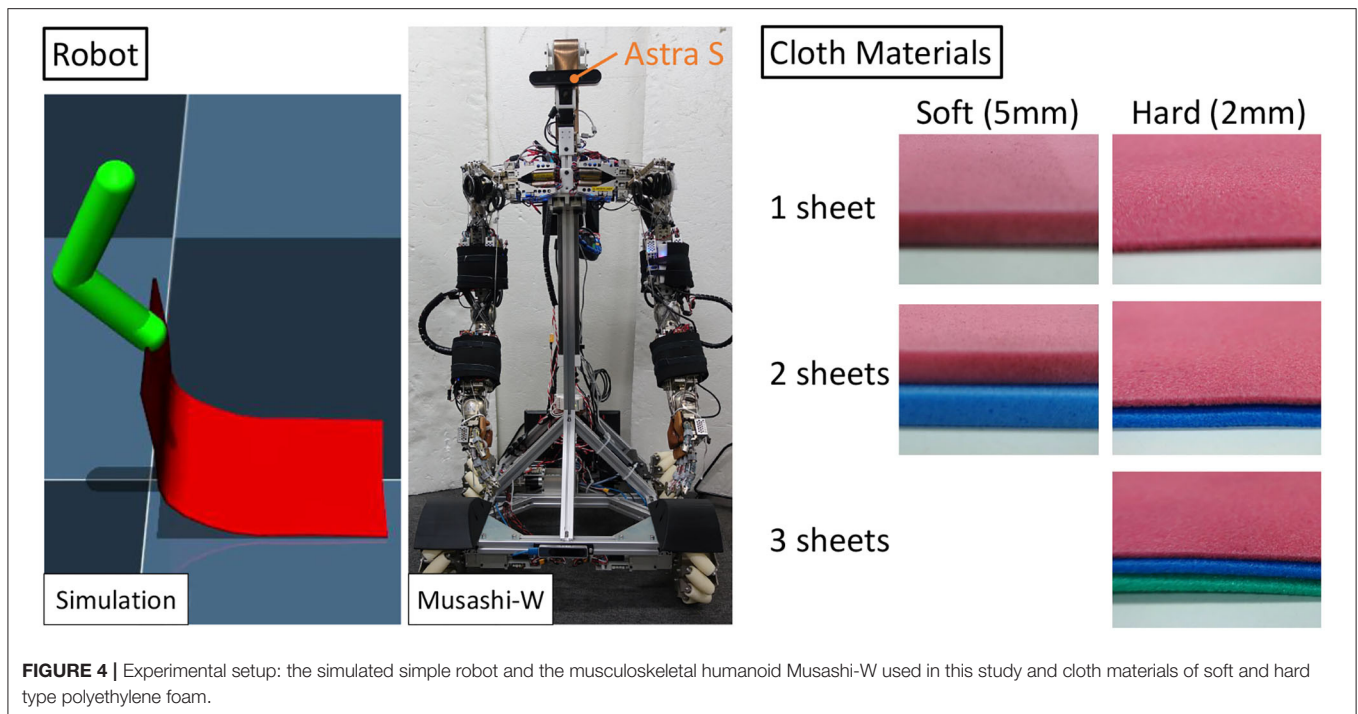 Robot
Astra S
Simulation
Musashi-W
Cloth Materials
Soft (5mm)
Hard (2mm)
1 sheet
2 sheets
3 sheets
FIGURE 4 | Experimental setup: the simulated simple robot and the musculoskeletal humanoid Musashi-W used in this study and cloth materials of soft and hard
type polyethylene foam.